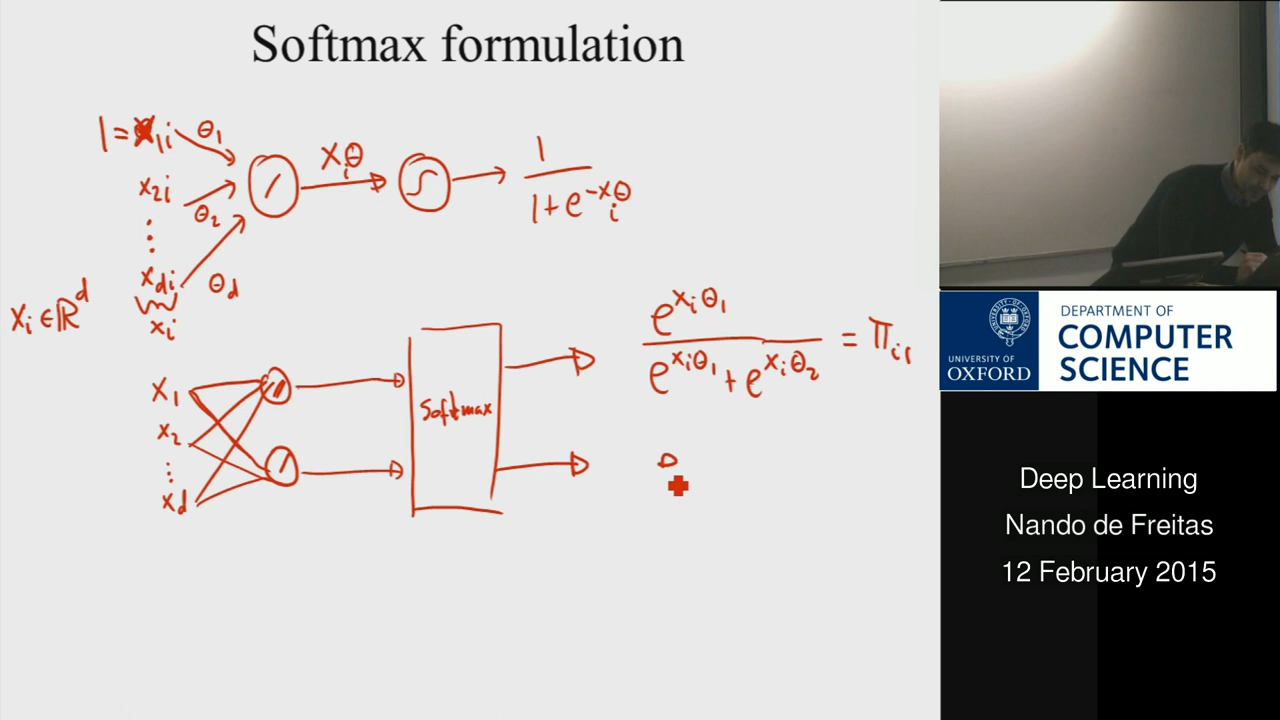 Softmax formulation
1 = x1i θ1
x2i θ2
⋮
xdi θd
xi
xi ∈ ℝ^d
xiθ
1 / (1 + e^(-xiθ))
x1
x2
⋮
xd
Softmax
e^(xiθ1) / (e^(xiθ1) + e^(xiθ2)) = Πi1
UNIVERSITY OF
OXFORD
DEPARTMENT OF
COMPUTER
SCIENCE
Deep Learning
Nando de Freitas
12 February 2015